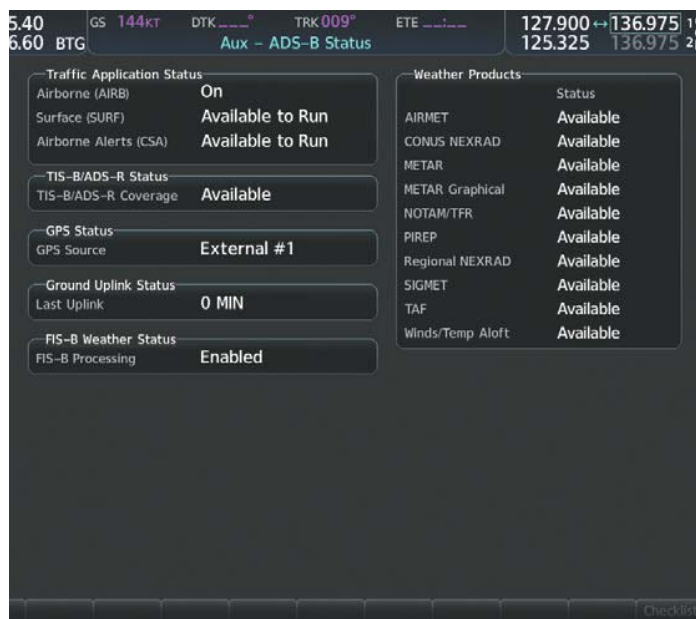 5.40 GS 144KT DTK ___° TRK 009° ETE __:__ 127.900 ↔ 136.975
6.60 BTG Aux – ADS–B Status 125.325 136.975
Traffic Application Status
Airborne (AIRB) On
Surface (SURF) Available to Run
Airborne Alerts (CSA) Available to Run
TIS–B/ADS–R Status
TIS–B/ADS–R Coverage Available
GPS Status
GPS Source External #1
Ground Uplink Status
Last Uplink 0 MIN
FIS–B Weather Status
FIS–B Processing Enabled
Weather Products
Status
AIRMET Available
CONUS NEXRAD Available
METAR Available
METAR Graphical Available
NOTAM/TFR Available
PIREP Available
Regional NEXRAD Available
SIGMET Available
TAF Available
Winds/Temp Aloft Available
Checklist